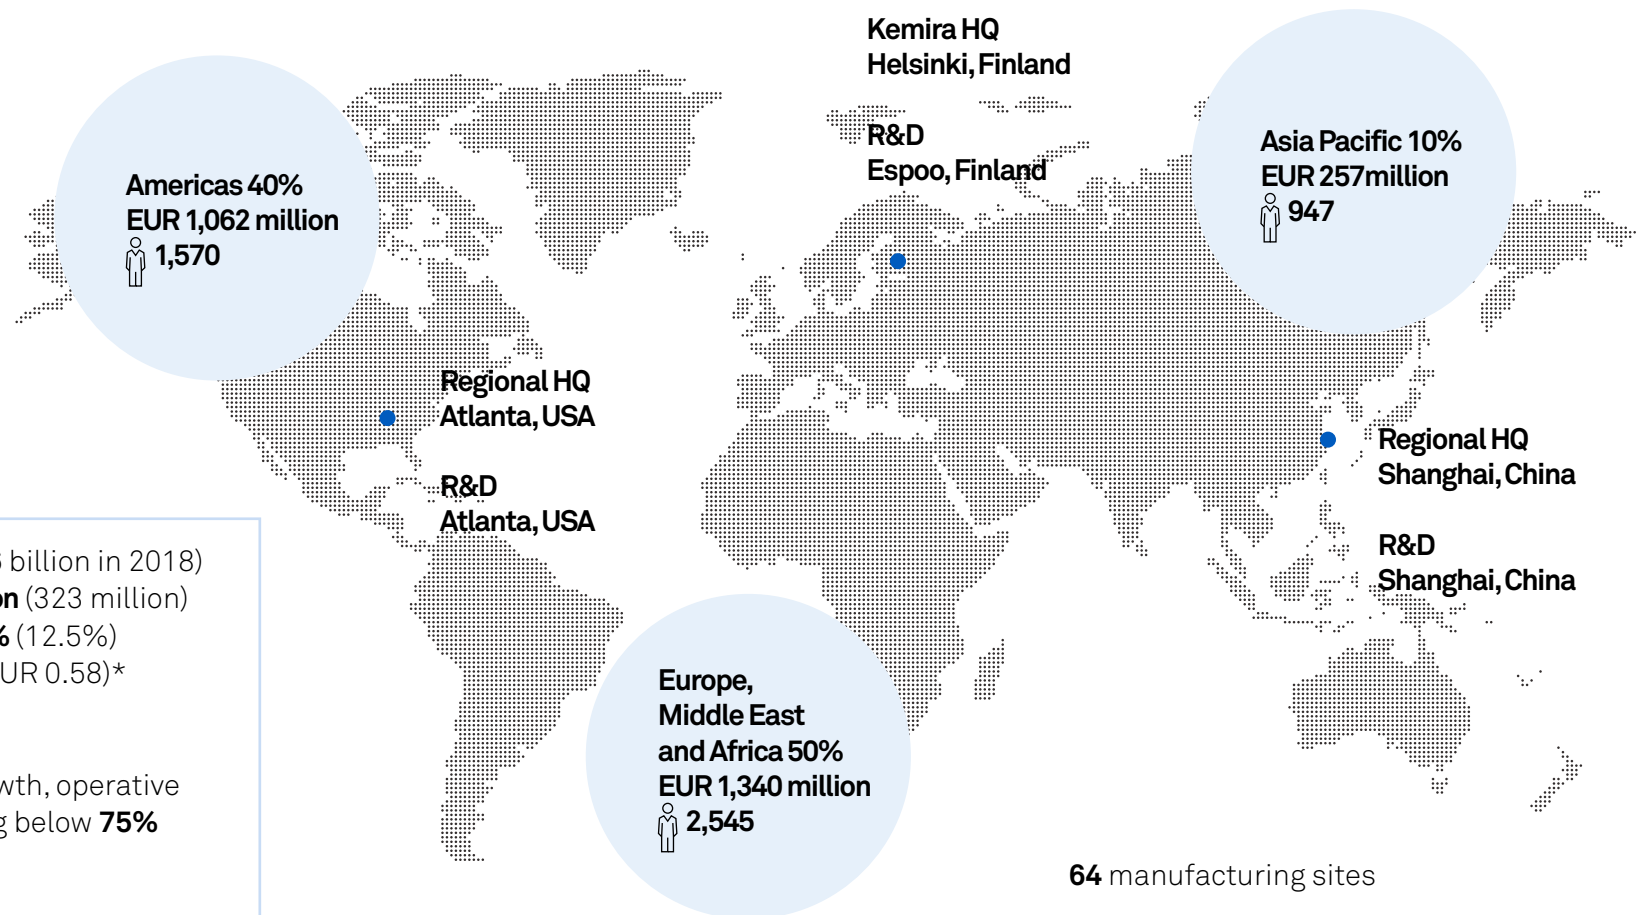 Kemira HQ
Helsinki, Finland
R&D
Espoo, Finland
Americas 40%
EUR 1,062 million
1,570
Asia Pacific 10%
EUR 257million
947
Regional HQ
Atlanta, USA
R&D
Atlanta, USA
Regional HQ
Shanghai, China
R&D
Shanghai, China
billion in 2018)
(323 million)
% (12.5%)
UR 0.58)*
wth, operative
g below 75%
Europe,
Middle East
and Africa 50%
EUR 1,340 million
2,545
64 manufacturing sites